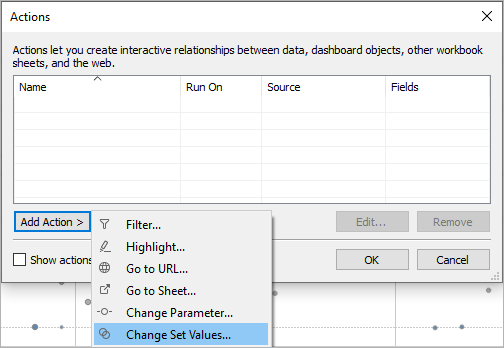 Actions
Actions let you create interactive relationships between data, dashboard objects, other workbook
sheets, and the web.
Name Run On Source Fields
Add Action > Edit... Remove
Filter...
Highlight...
Show actions OK Cancel
Go to URL...
Go to Sheet...
Change Parameter...
Change Set Values...